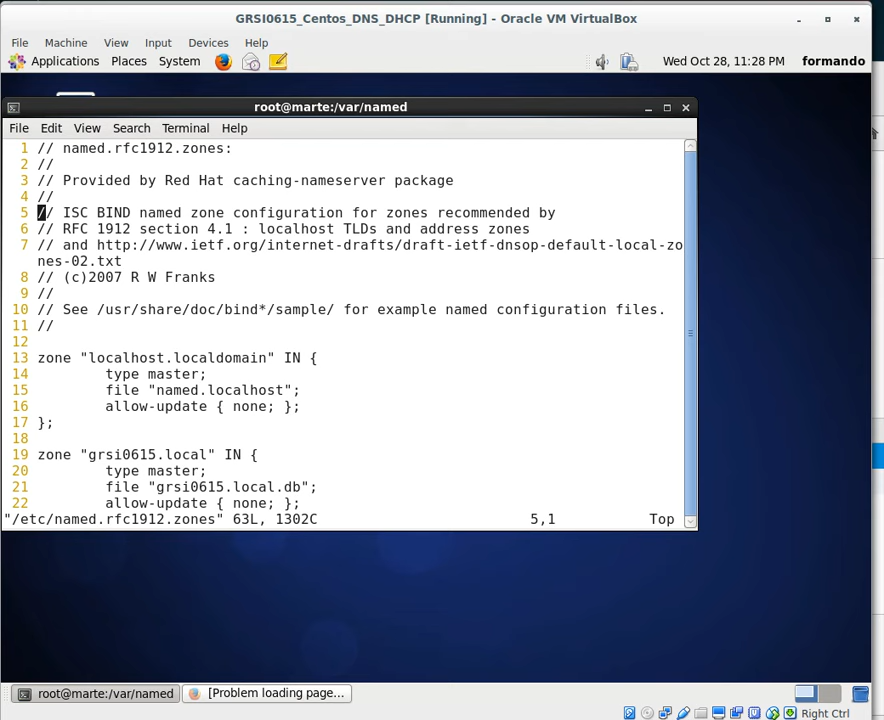 GRSI0615_Centos_DNS_DHCP [Running] - Oracle VM VirtualBox
File Machine View Input Devices Help
Applications Places System Wed Oct 28, 11:28 PM formando
root@marte:/var/named
File Edit View Search Terminal Help
1 // named.rfc1912.zones:
2 //
3 // Provided by Red Hat caching-nameserver package
4 //
5 // ISC BIND named zone configuration for zones recommended by
6 // RFC 1912 section 4.1 : localhost TLDs and address zones
7 // and http://www.ietf.org/internet-drafts/draft-ietf-dnsop-default-local-zo
nes-02.txt
8 // (c)2007 R W Franks
9 //
10 // See /usr/share/doc/bind*/sample/ for example named configuration files.
11 //
12
13 zone "localhost.localdomain" IN {
14 type master;
15 file "named.localhost";
16 allow-update { none; };
17 };
18
19 zone "grsi0615.local" IN {
20 type master;
21 file "grsi0615.local.db";
22 allow-update { none; };
"/etc/named.rfc1912.zones" 63L, 1302C 5,1 Top
root@marte:/var/named [Problem loading page...
Right Ctrl